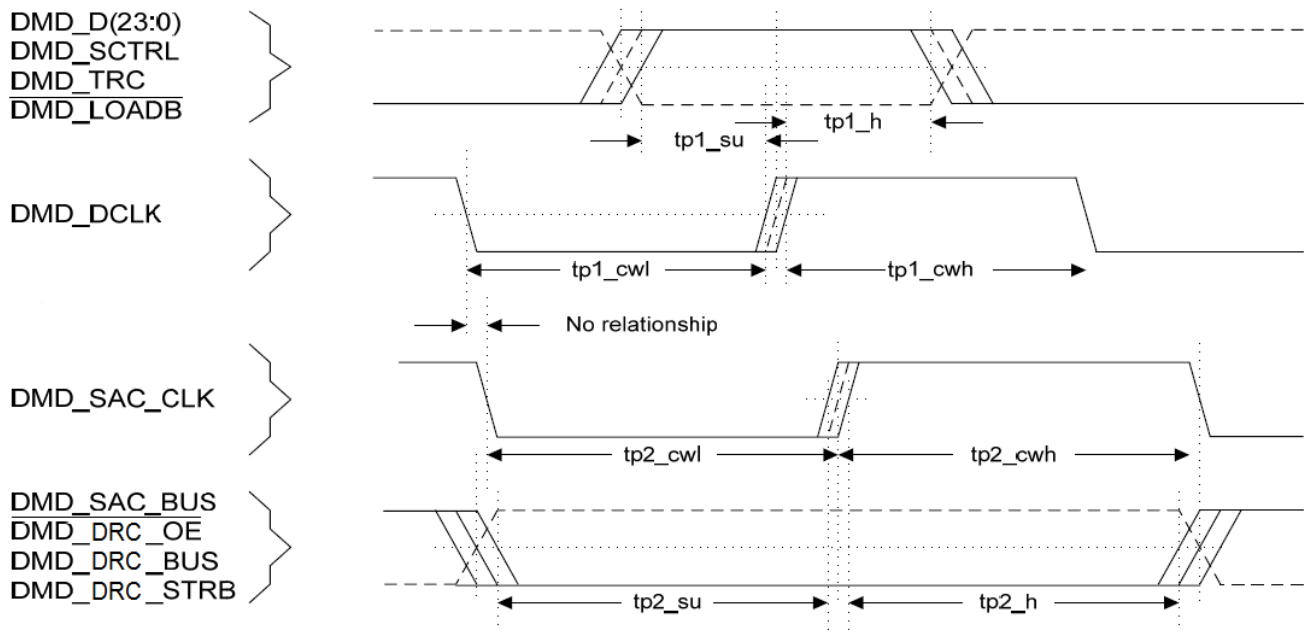 DMD_D(23:0)
DMD_SCTRL
DMD_TRC
DMD_LOADB
tp1_h
tp1_su
DMD_DCLK
tp1_cwl
tp1_cwh
No relationship
DMD_SAC_CLK
tp2_cwl
tp2_cwh
DMD_SAC_BUS
DMD_DRC_OE
DMD_DRC_BUS
DMD_DRC_STRB
tp2_su
tp2_h